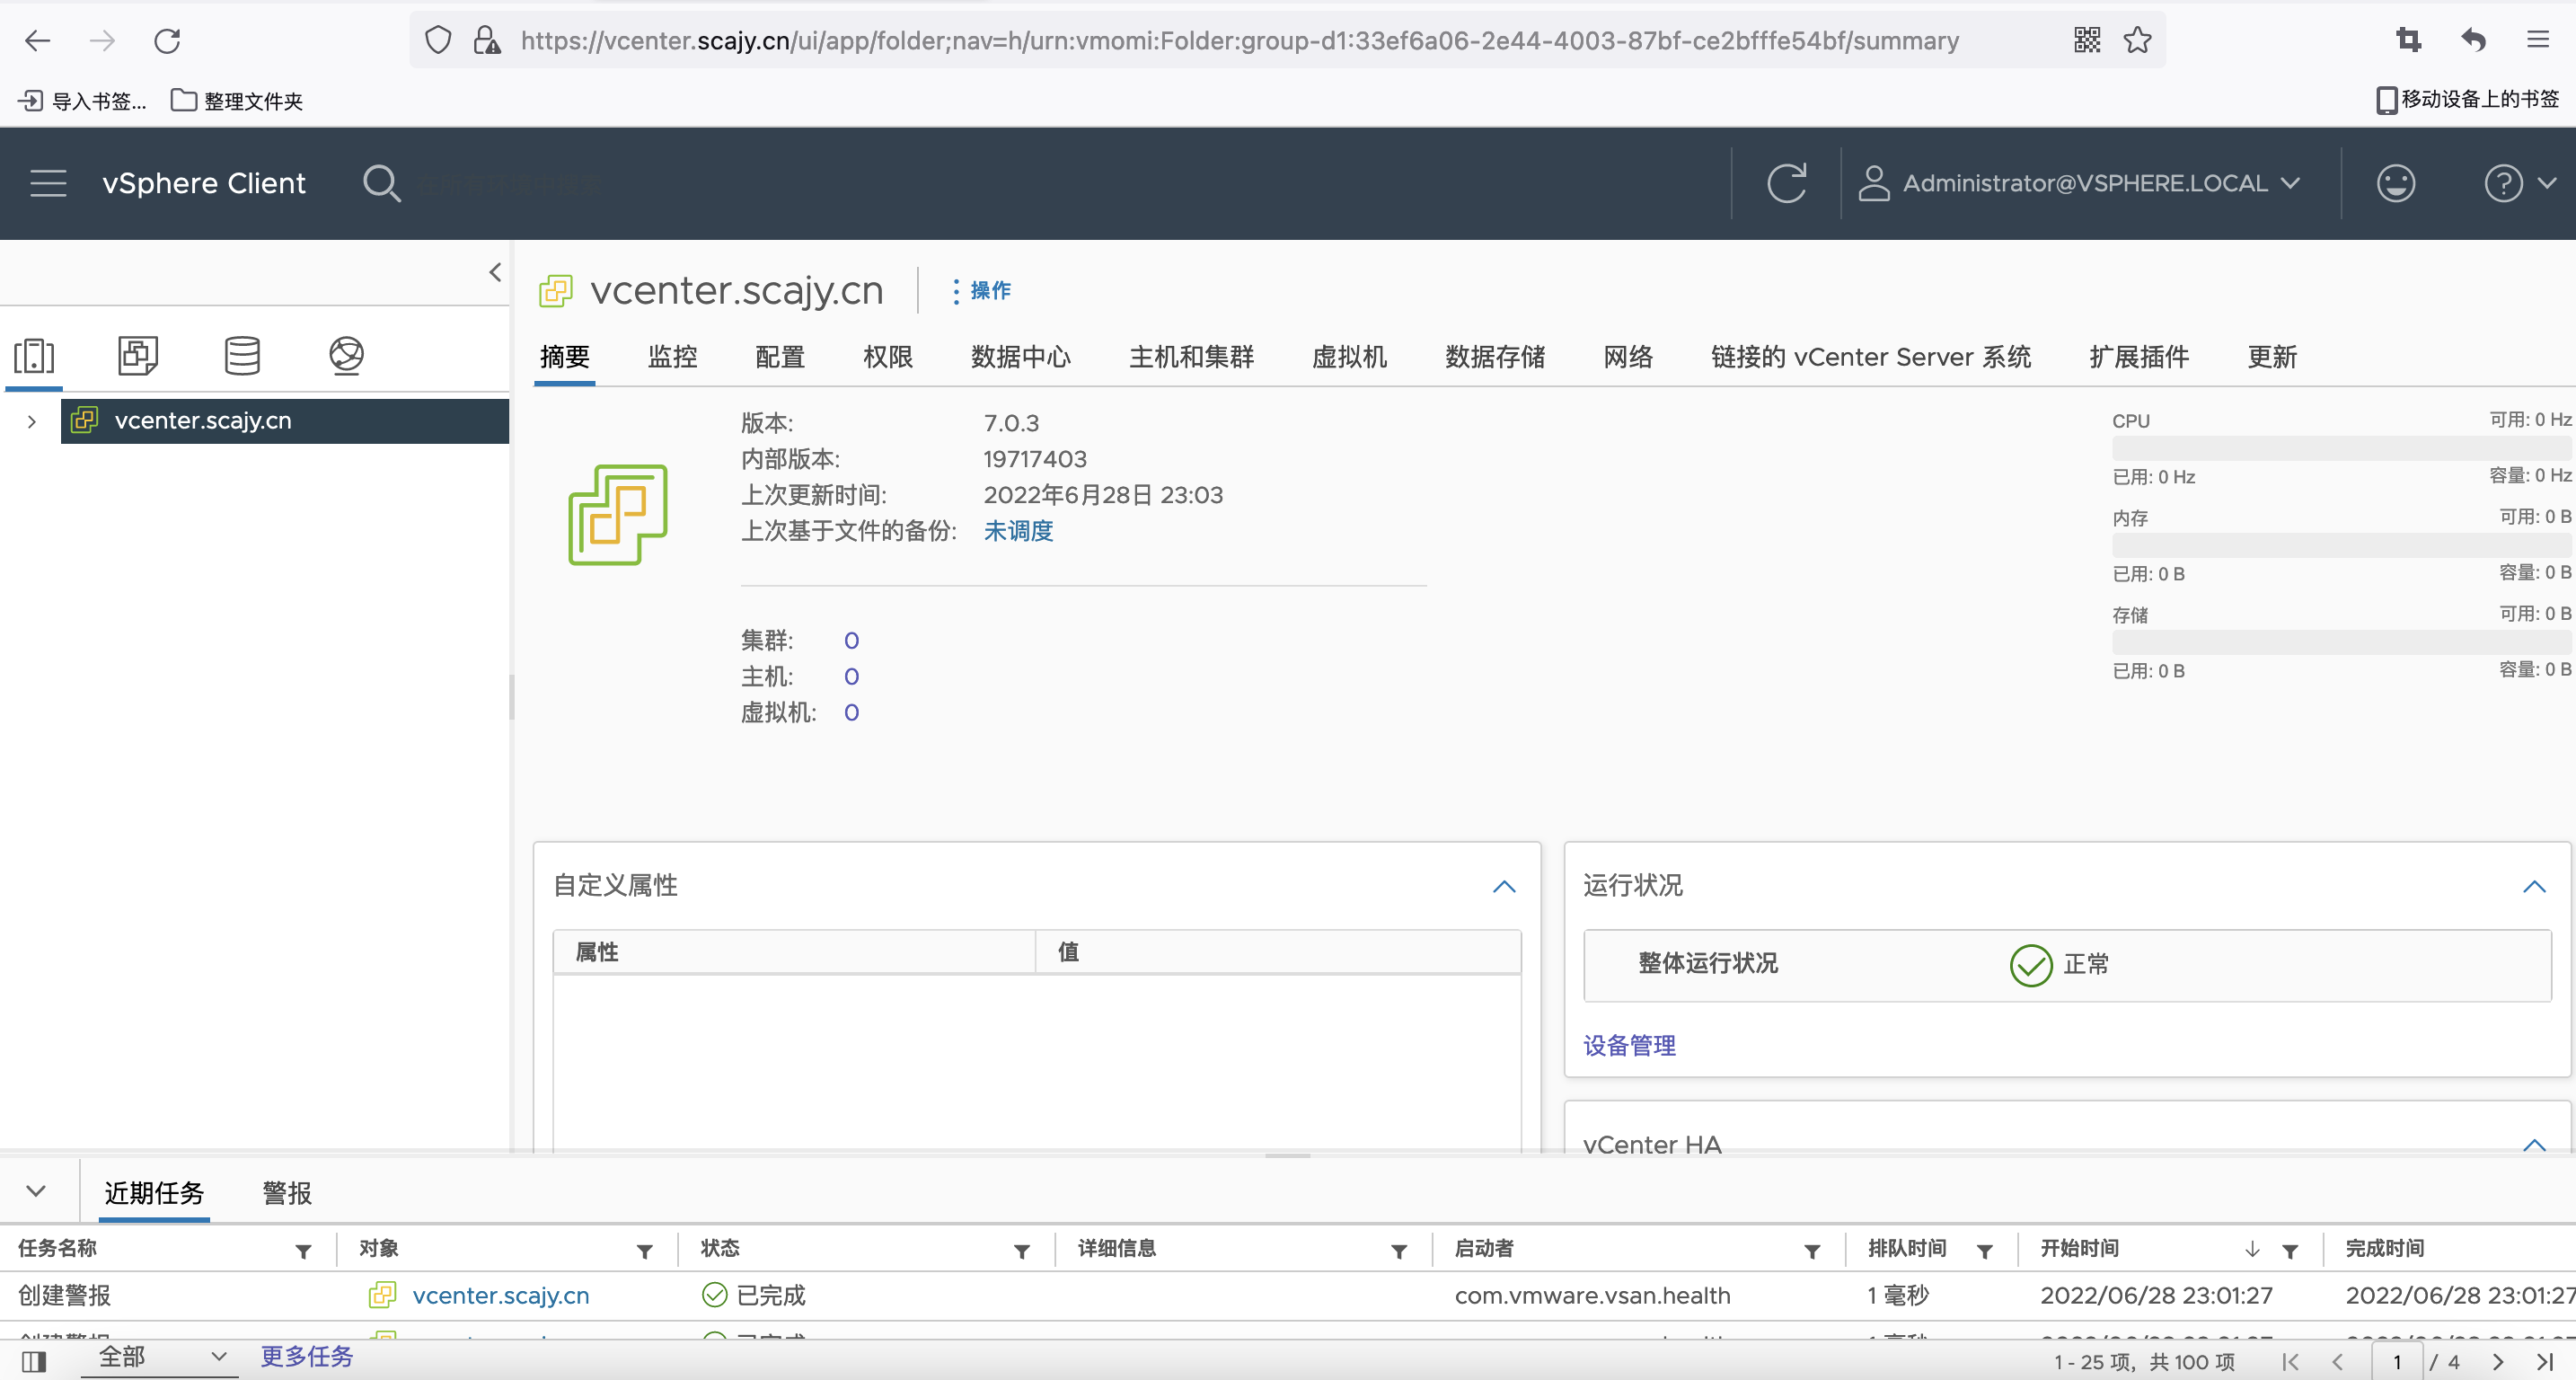 https://vcenter.scajy.cn/ui/app/folder;nav=h/urn:vmomi:Folder:group-d1:33ef6a06-2e44-4003-87bf-ce2bfffe54bf/summary
导入书签... 整理文件夹 移动设备上的书签
vSphere Client Administrator@VSPHERE.LOCAL
vcenter.scajy.cn 操作
摘要 监控 配置 权限 数据中心 主机和集群 虚拟机 数据存储 网络 链接的 vCenter Server 系统 扩展插件 更新
vcenter.scajy.cn
版本: 7.0.3
内部版本: 19717403
上次更新时间: 2022年6月28日 23:03
上次基于文件的备份: 未调度
集群: 0
主机: 0
虚拟机: 0
CPU 可用: 0 Hz
已用: 0 Hz 容量: 0 Hz
内存 可用: 0 B
已用: 0 B 容量: 0 B
存储 可用: 0 B
已用: 0 B 容量: 0 B
自定义属性
属性 值
运行状况
整体运行状况 正常
设备管理
vCenter HA
近期任务 警报
任务名称 对象 状态 详细信息 启动者 排队时间 开始时间 完成时间
创建警报 vcenter.scajy.cn 已完成 com.vmware.vsan.health 1 毫秒 2022/06/28 23:01:27 2022/06/28 23:01:27
全部 更多任务 1 - 25 项, 共 100 项 1 / 4